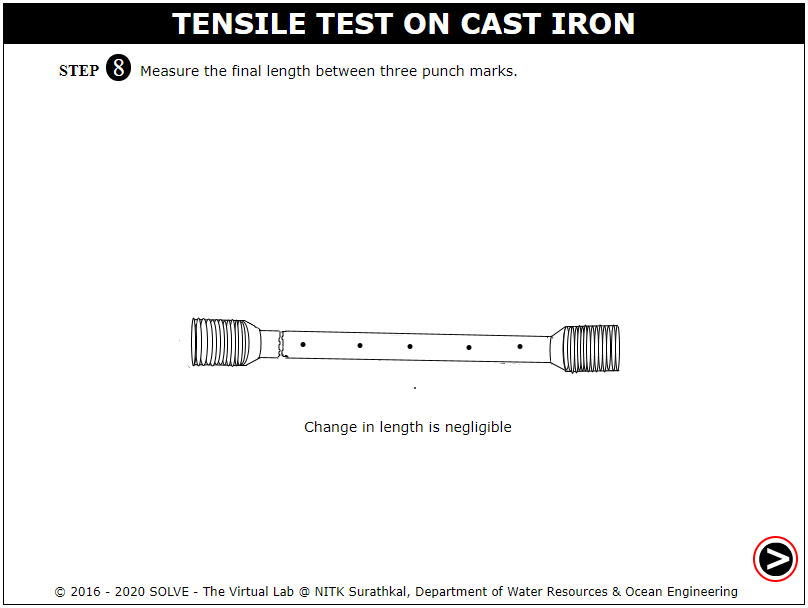 TENSILE TEST ON CAST IRON
STEP 8 Measure the final length between three punch marks.
Change in length is negligible
© 2016 - 2020 SOLVE - The Virtual Lab @ NITK Surathkal, Department of Water Resources & Ocean Engineering